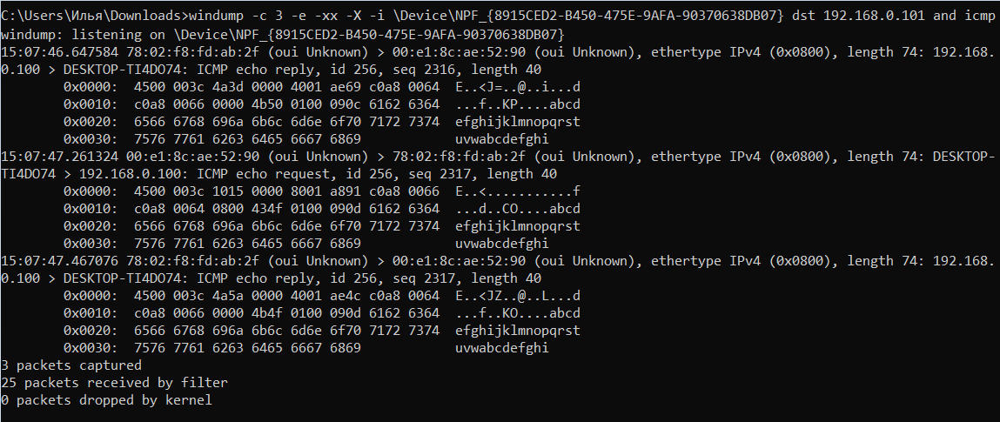 C:\Users\Илья\Downloads>windump -c 3 -e -xx -X -i \Device\NPF_{8915CED2-B450-475E-9AFA-90370638DB07} dst 192.168.0.101 and icmp
windump: listening on \Device\NPF_{8915CED2-B450-475E-9AFA-90370638DB07}
15:07:46.647584 78:02:f8:fd:ab:2f (oui Unknown) > 00:e1:8c:ae:52:90 (oui Unknown), ethertype IPv4 (0x0800), length 74: 192.168.
0.100 > DESKTOP-TI4DO74: ICMP echo reply, id 256, seq 2316, length 40
        0x0000:  4500 003c 4a3d 0000 4001 ae69 c0a8 0064  E..<J=..@..i...d
        0x0010:  c0a8 0066 0000 4b50 0100 090c 6162 6364  ...f..KP....abcd
        0x0020:  6566 6768 696a 6b6c 6d6e 6f70 7172 7374  efghijklmnopqrst
        0x0030:  7576 7761 6263 6465 6667 6869            uvwabcdefghi
15:07:47.261324 00:e1:8c:ae:52:90 (oui Unknown) > 78:02:f8:fd:ab:2f (oui Unknown), ethertype IPv4 (0x0800), length 74: DESKTOP-
TI4DO74 > 192.168.0.100: ICMP echo request, id 256, seq 2317, length 40
        0x0000:  4500 003c 1015 0000 8001 a891 c0a8 0066  E..<...........f
        0x0010:  c0a8 0064 0800 434f 0100 090d 6162 6364  ...d..CO....abcd
        0x0020:  6566 6768 696a 6b6c 6d6e 6f70 7172 7374  efghijklmnopqrst
        0x0030:  7576 7761 6263 6465 6667 6869            uvwabcdefghi
15:07:47.467076 78:02:f8:fd:ab:2f (oui Unknown) > 00:e1:8c:ae:52:90 (oui Unknown), ethertype IPv4 (0x0800), length 74: 192.168.
0.100 > DESKTOP-TI4DO74: ICMP echo reply, id 256, seq 2317, length 40
        0x0000:  4500 003c 4a5a 0000 4001 ae4c c0a8 0064  E..<JZ..@..L...d
        0x0010:  c0a8 0066 0000 4b4f 0100 090d 6162 6364  ...f..KO....abcd
        0x0020:  6566 6768 696a 6b6c 6d6e 6f70 7172 7374  efghijklmnopqrst
        0x0030:  7576 7761 6263 6465 6667 6869            uvwabcdefghi
3 packets captured
25 packets received by filter
0 packets dropped by kernel